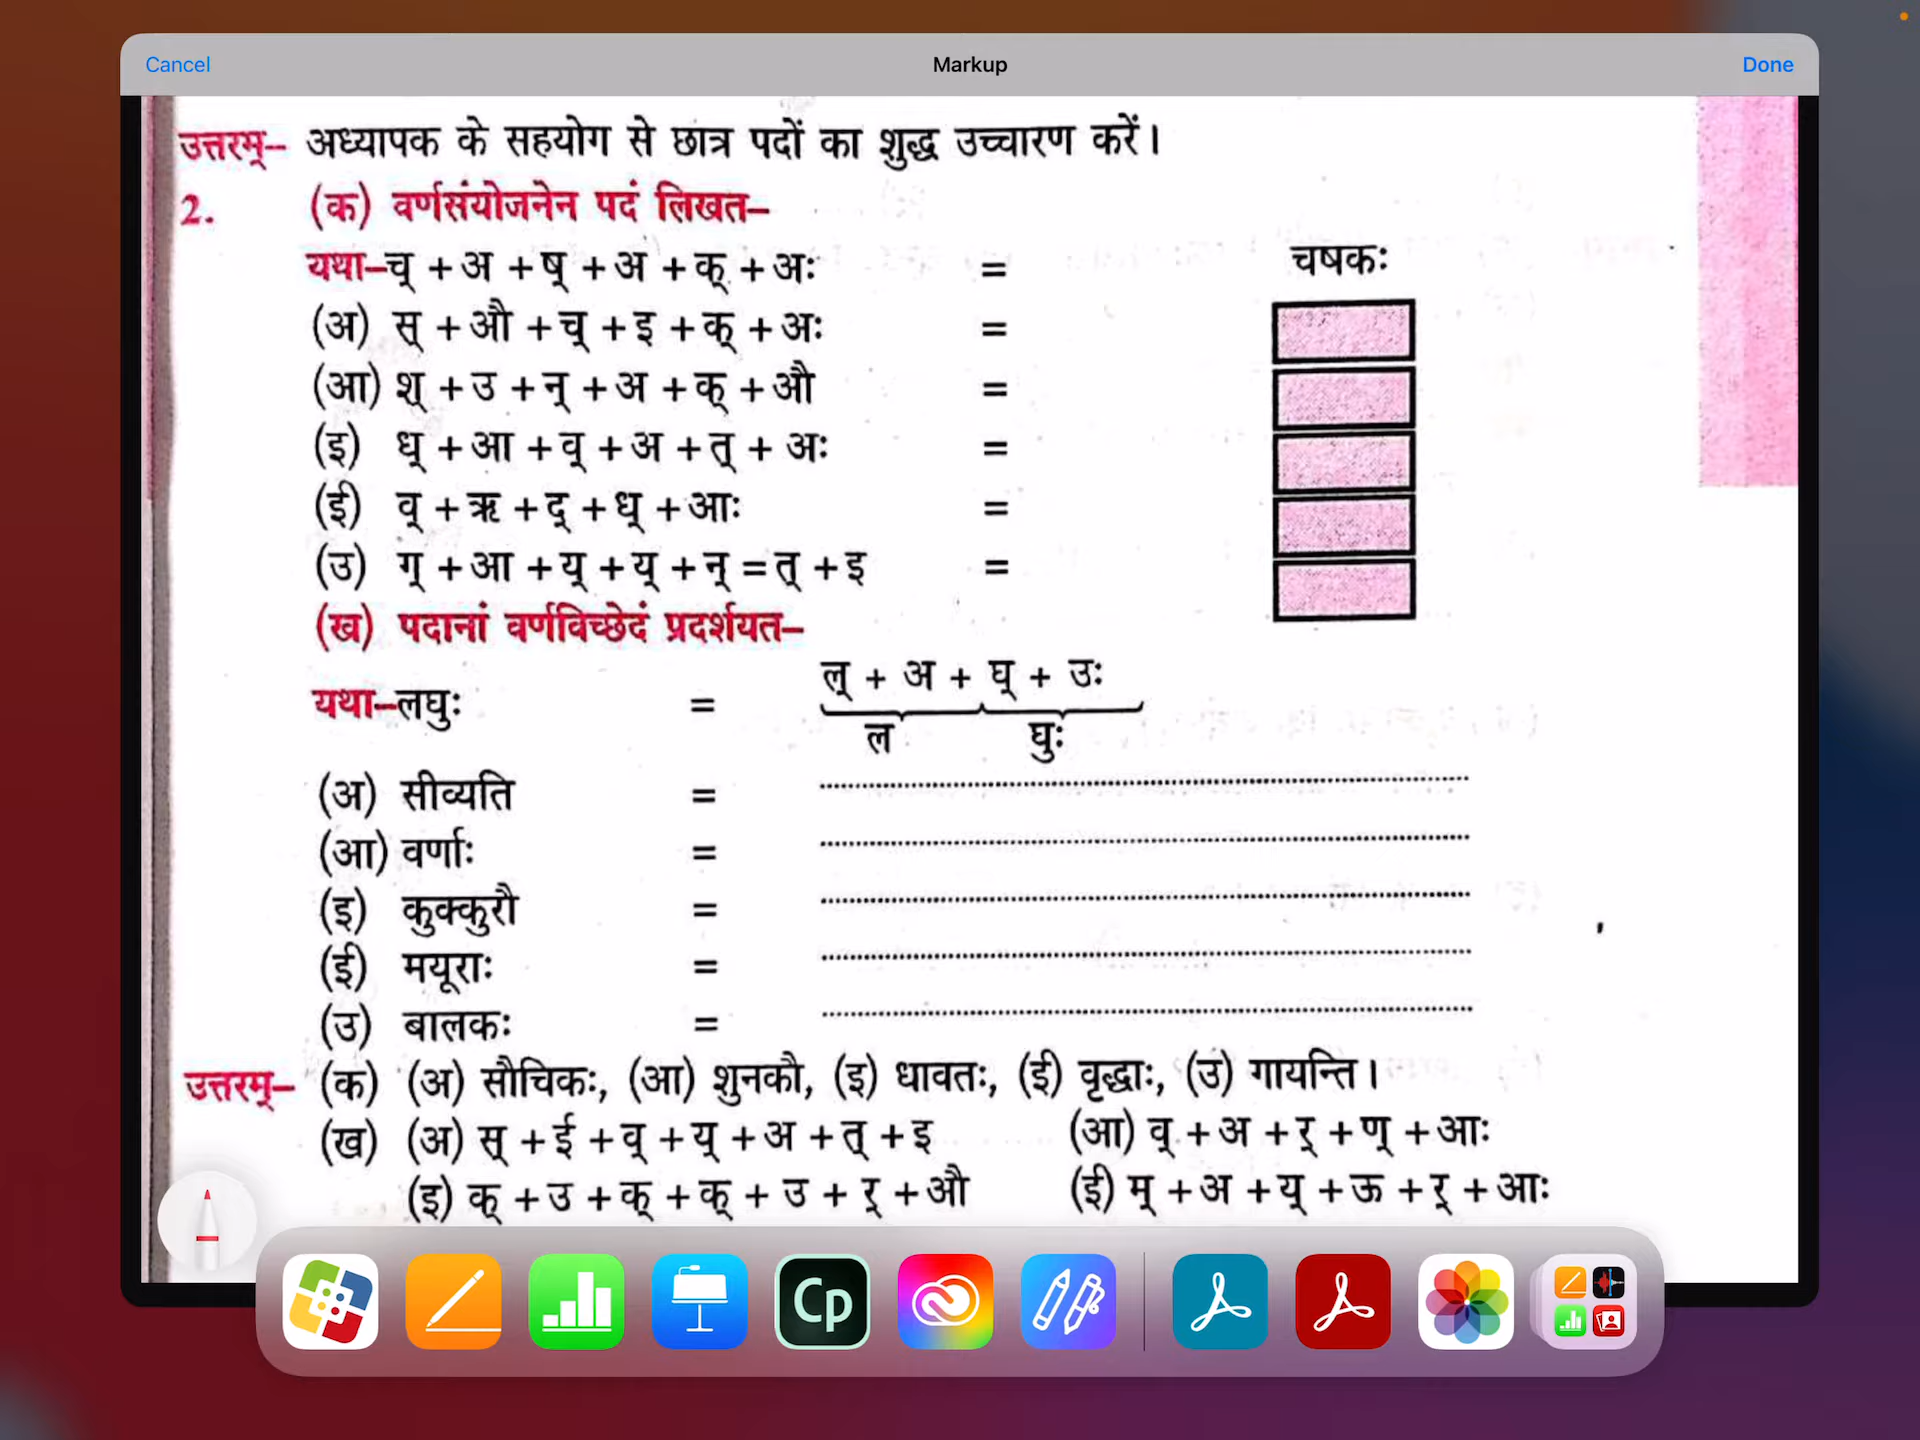 Cancel Markup Done
उत्तरम्– अध्यापक के सहयोग से छात्र पदों का शुद्ध उच्चारण करें।
2. (क) वर्णसंयोजनेन पदं लिखत–
यथा–च् + अ + ष् + अ + क् + अः = चषकः
(अ) स् + औ + च् + इ + क् + अः =
(आ) श् + उ + न् + अ + क् + औ =
(इ) ध् + आ + व् + अ + त् + अः =
(ई) व् + ऋ + द् + ध् + आः =
(उ) ग् + आ + य् + य् + न् = त् + इ =
(ख) पदानां वर्णविच्छेदं प्रदर्शयत–
ल् + अ + घ् + उः
यथा–लघुः =
ल घुः
(अ) सीव्यति =
(आ) वर्णाः =
(इ) कुक्कुरौ =
(ई) मयूराः =
(उ) बालकः =
उत्तरम्– (क) (अ) सौचिकः, (आ) शुनकौ, (इ) धावतः, (ई) वृद्धाः, (उ) गायन्ति।
(ख) (अ) स् + ई + व् + य् + अ + त् + इ (आ) व् + अ + र् + ण् + आः
(इ) क् + उ + क् + क् + उ + र् + औ (ई) म् + अ + य् + ऊ + र् + आः
Cp